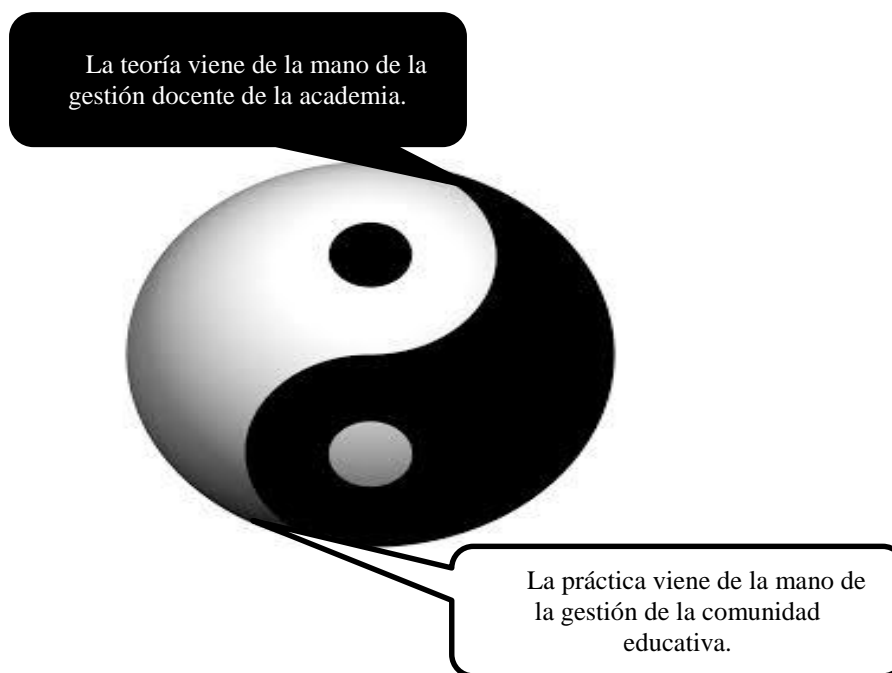 La teoría viene de la mano de la
gestión docente de la academia.
La práctica viene de la mano de
la gestión de la comunidad
educativa.